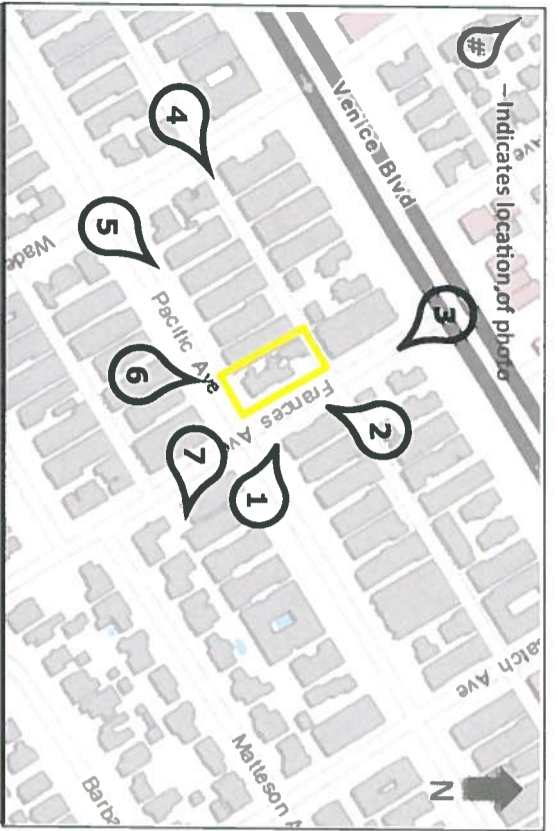 # – Indicates location of photo
Ave
Venice Blvd
4
3
5
Wade
Pacific Ave
6
Frances Ave
2
7
1
atch Ave
N
Matteson A
Barba